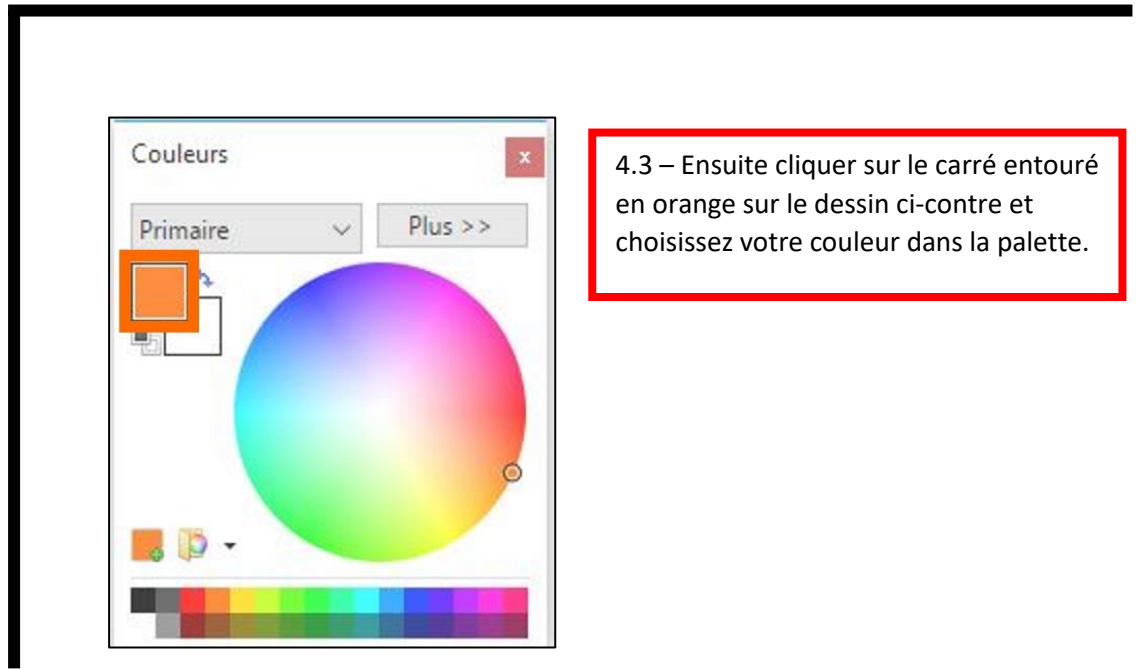 Couleurs
x
Primaire
Plus >>
4.3 – Ensuite cliquer sur le carré entouré
en orange sur le dessin ci-contre et
choisissez votre couleur dans la palette.